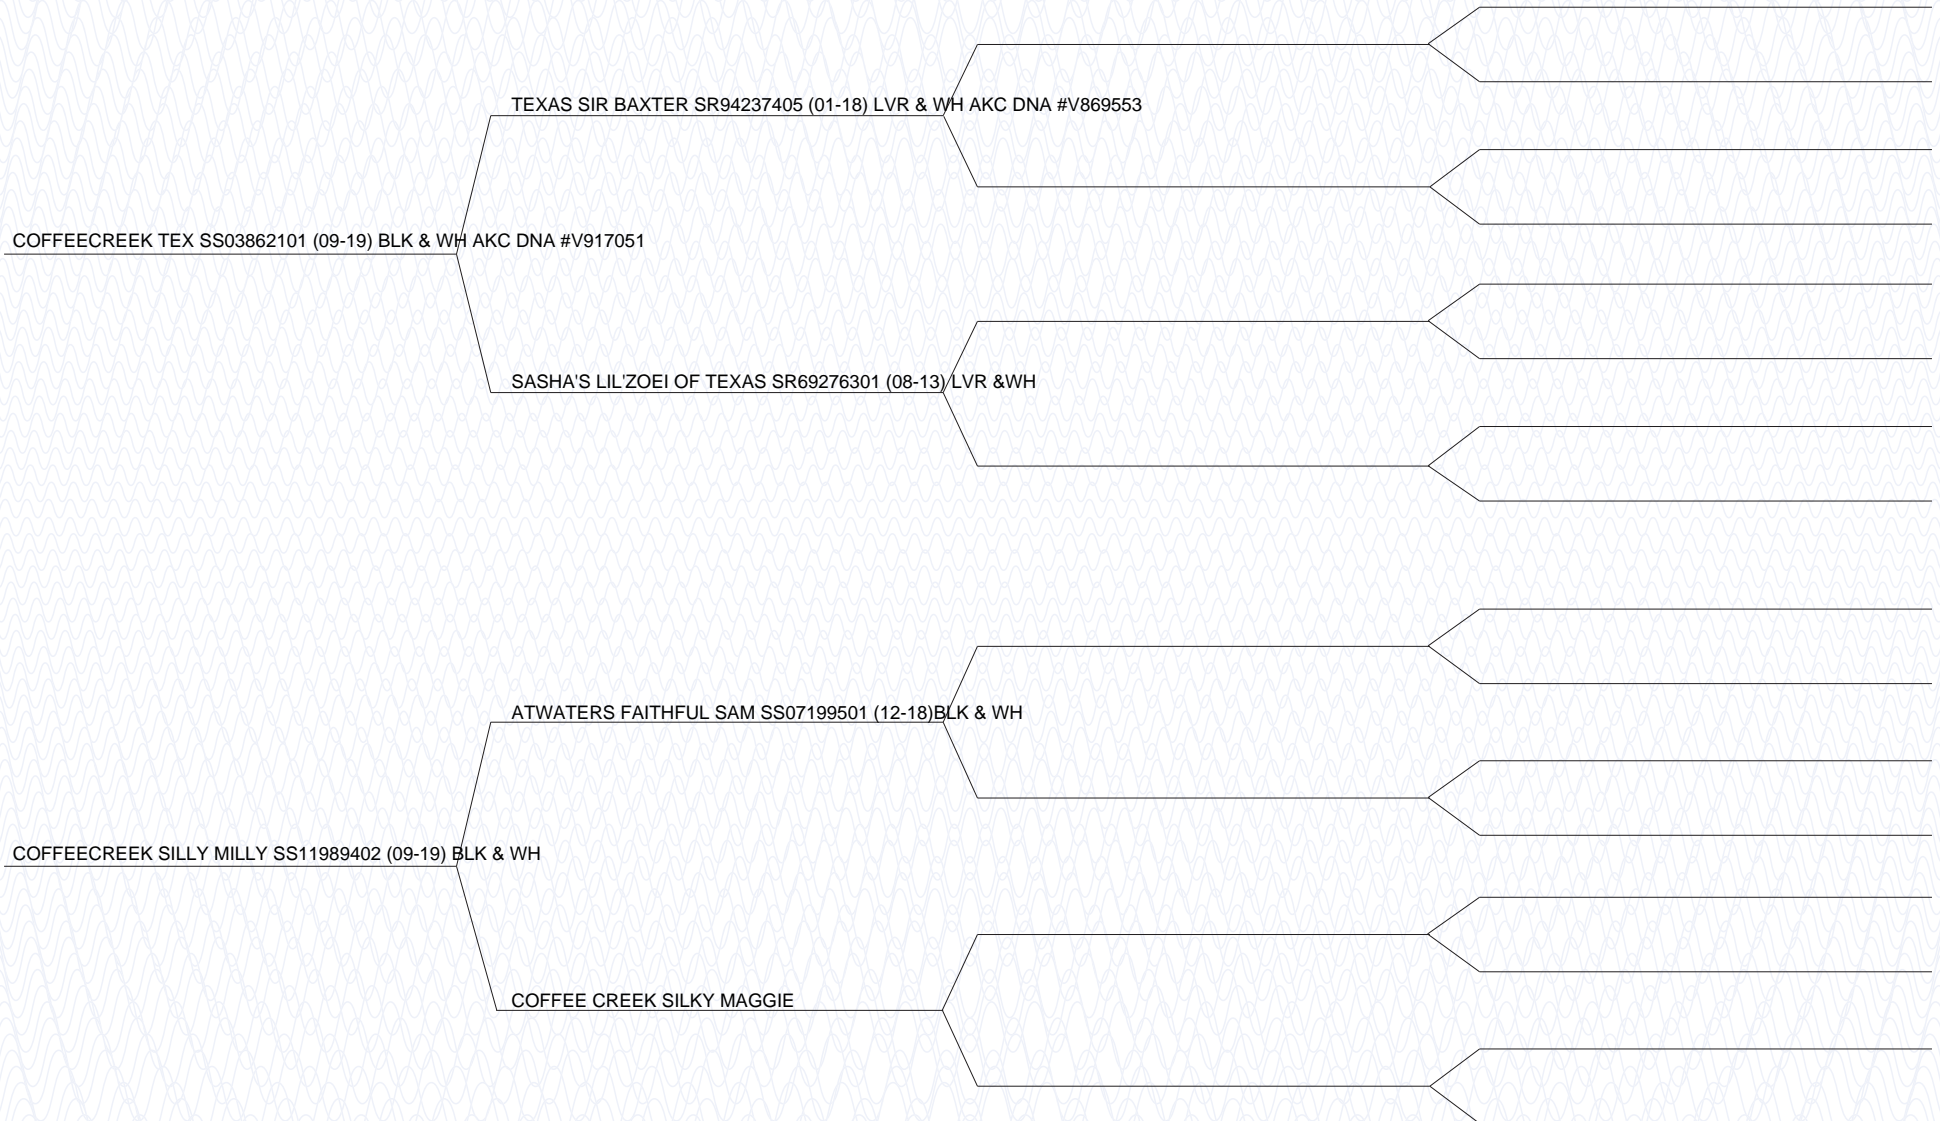 TEXAS SIR BAXTER SR94237405 (01-18) LVR & WH AKC DNA #V869553
COFFEECREEK TEX SS03862101 (09-19) BLK & WH AKC DNA #V917051
SASHA'S LIL'ZOEI OF TEXAS SR69276301 (08-13) LVR &WH
ATWATERS FAITHFUL SAM SS07199501 (12-18)BLK & WH
COFFEECREEK SILLY MILLY SS11989402 (09-19) BLK & WH
COFFEE CREEK SILKY MAGGIE